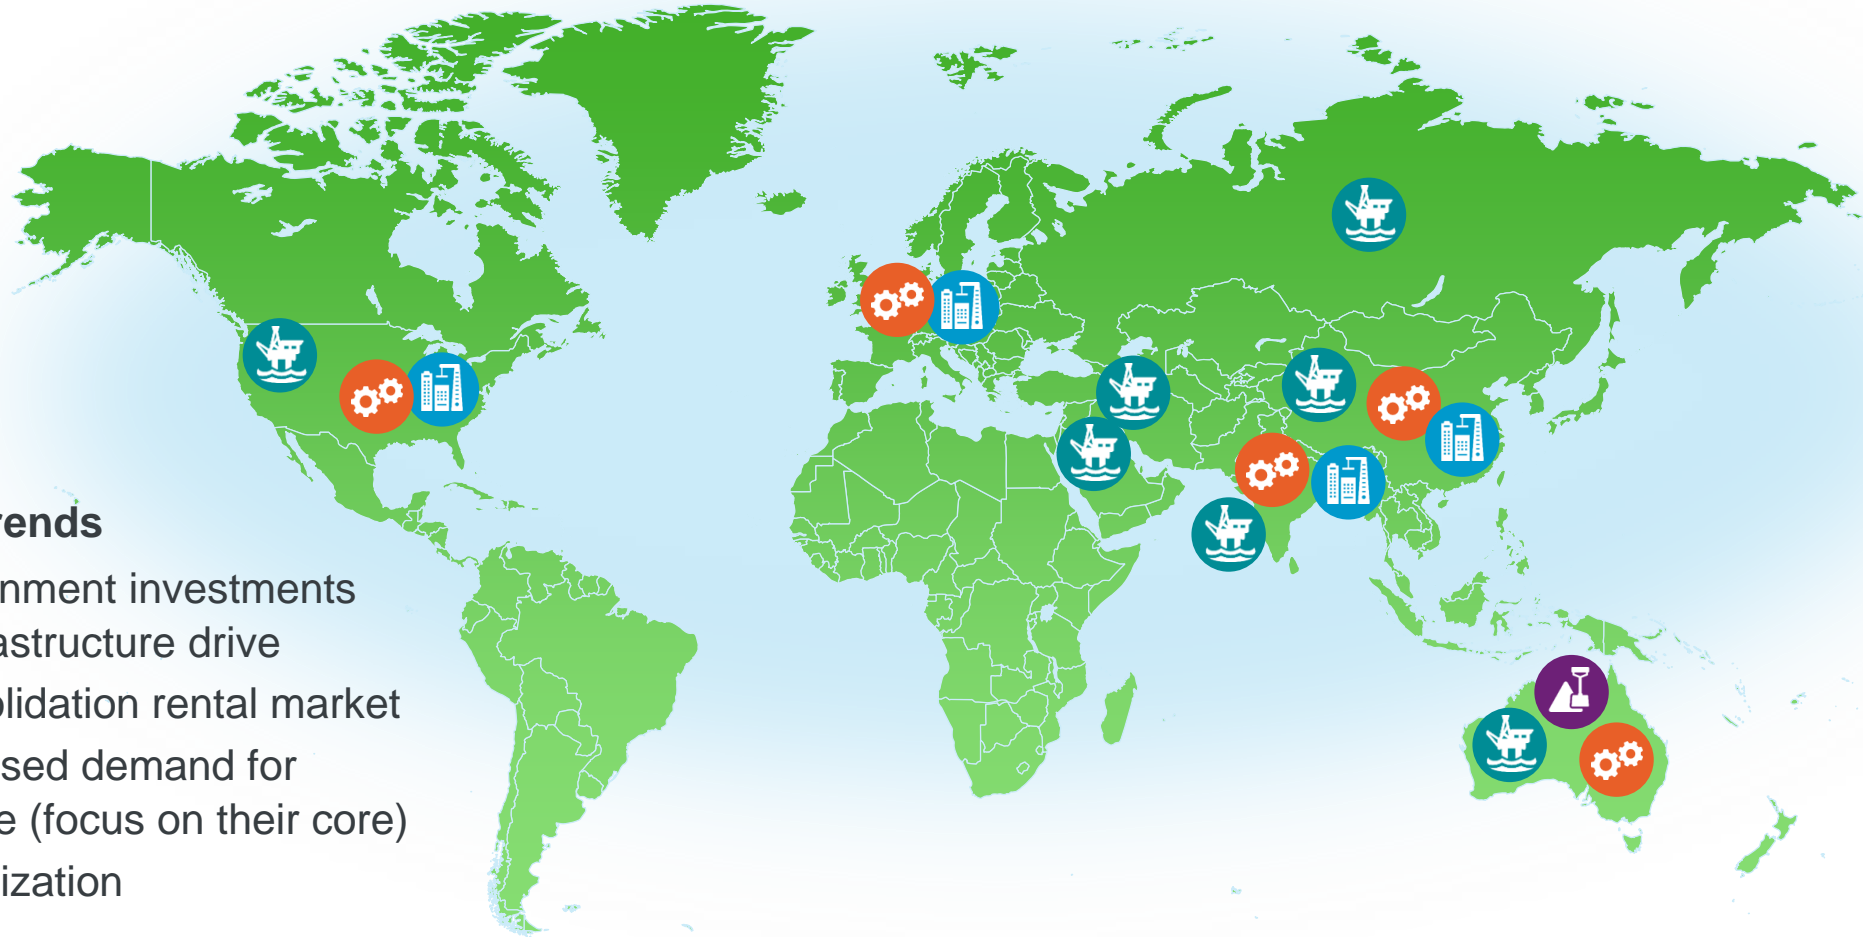 rends
nment investments
astructure drive
olidation rental market
sed demand for
e (focus on their core)
ization